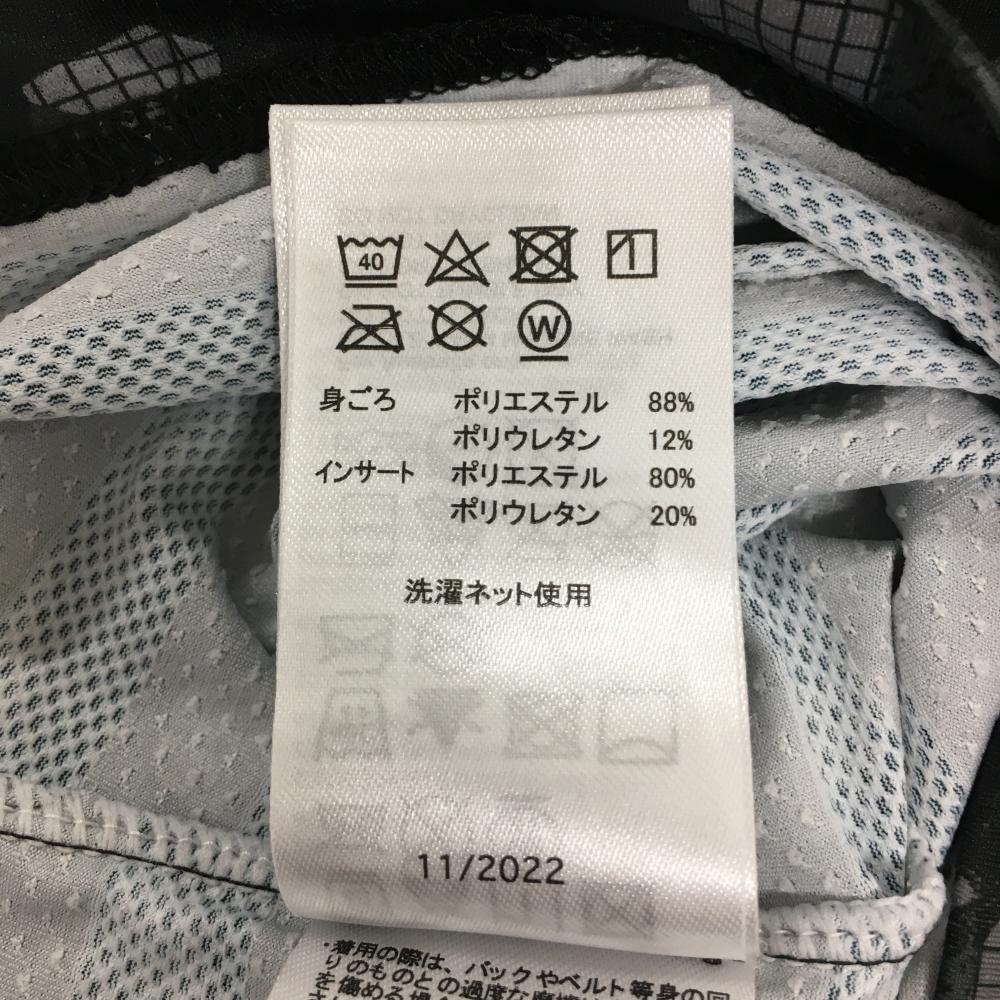 40
W
身ごろ ポリエステル 88%
ポリウレタン 12%
インサート ポリエステル 80%
ポリウレタン 20%
洗濯ネット使用
11/2022
・着用の際は、バックやベルト等身の回
りのものとの過度な摩擦
を傷める